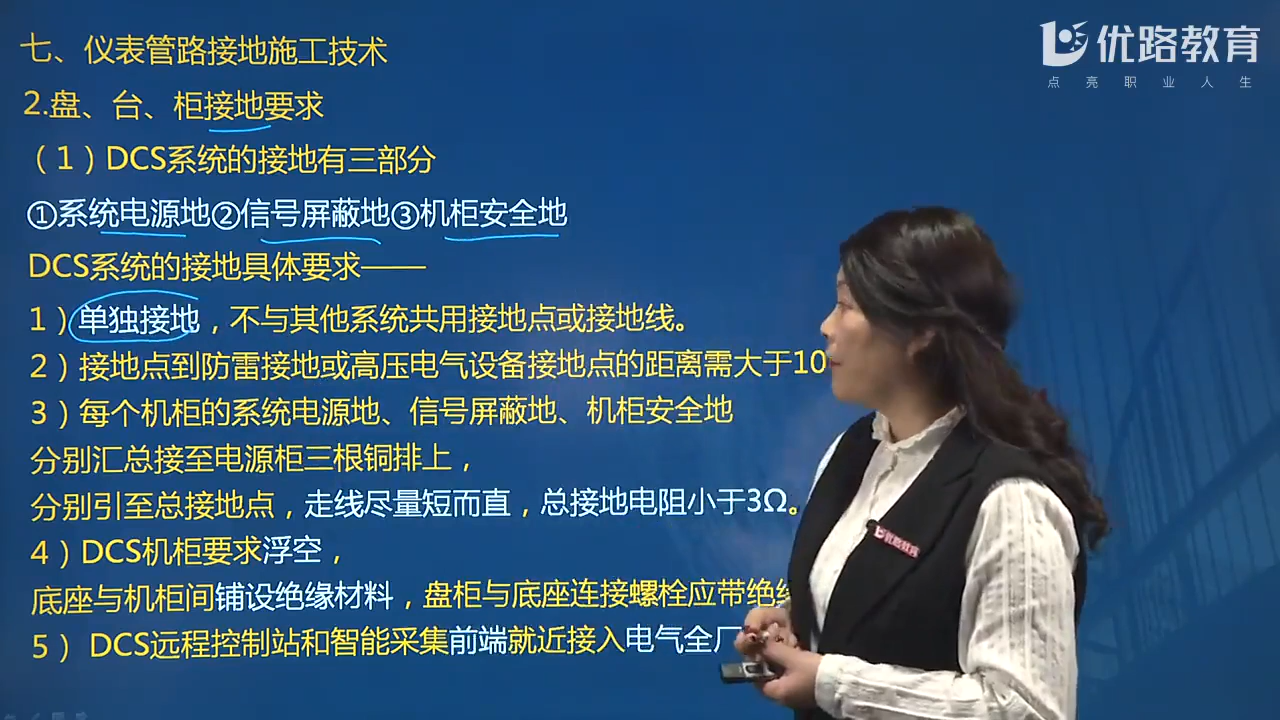 七、仪表管路接地施工技术
2.盘、台、柜接地要求
（1）DCS系统的接地有三部分
①系统电源地②信号屏蔽地③机柜安全地
DCS系统的接地具体要求——
1）单独接地，不与其他系统共用接地点或接地线。
2）接地点到防雷接地或高压电气设备接地点的距离需大于10
3）每个机柜的系统电源地、信号屏蔽地、机柜安全地
分别汇总接至电源柜三根铜排上，
分别引至总接地点，走线尽量短而直，总接地电阻小于3Ω。
4）DCS机柜要求浮空，
底座与机柜间铺设绝缘材料，盘柜与底座连接螺栓应带绝缘
5） DCS远程控制站和智能采集前端就近接入电气全厂
优路教育
点亮职业人生
优路教育